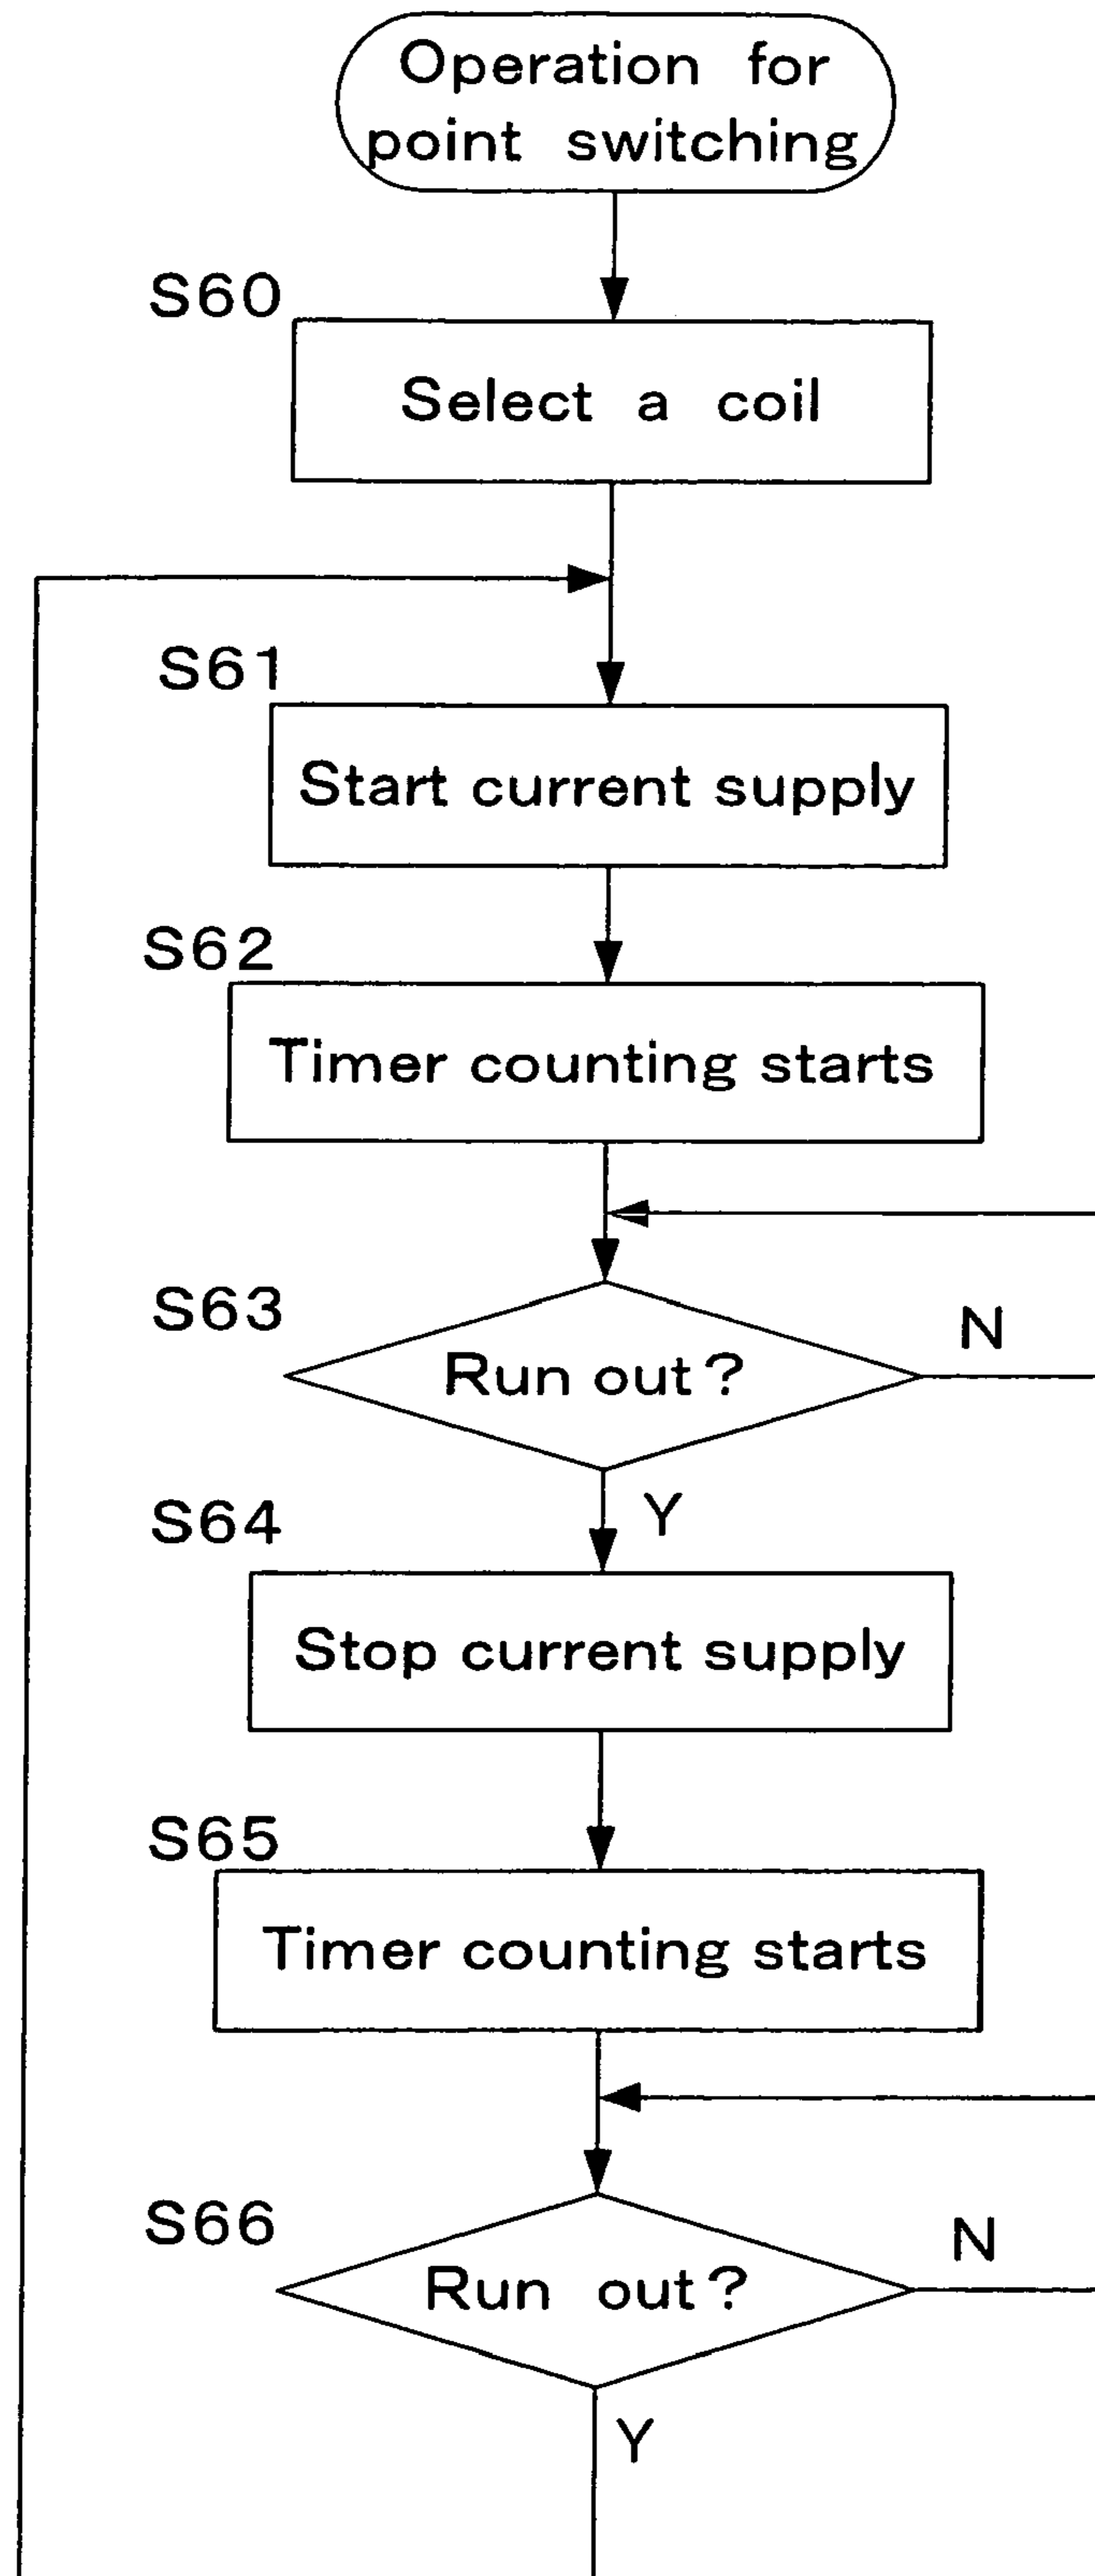 Operation for
point switching
S60
Select a coil
S61
Start current supply
S62
Timer counting starts
S63
Run out?
N
Y
S64
Stop current supply
S65
Timer counting starts
S66
Run out?
N
Y